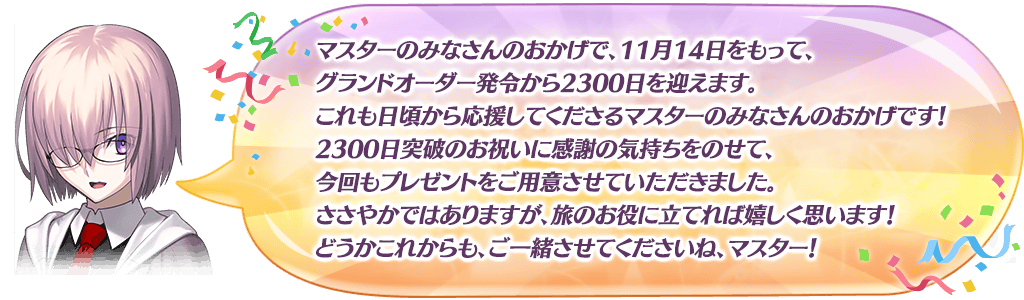 マスターのみなさんのおかげで、11月14日をもって、
グランドオーダー発令から2300日を迎えます。
これも日頃から応援してくださるマスターのみなさんのおかげです！
2300日突破のお祝いに感謝の気持ちをのせて、
今回もプレゼントをご用意させていただきました。
ささやかではありますが、旅のお役に立てれば嬉しく思います！
どうかこれからも、ご一緒させてくださいね、マスター！